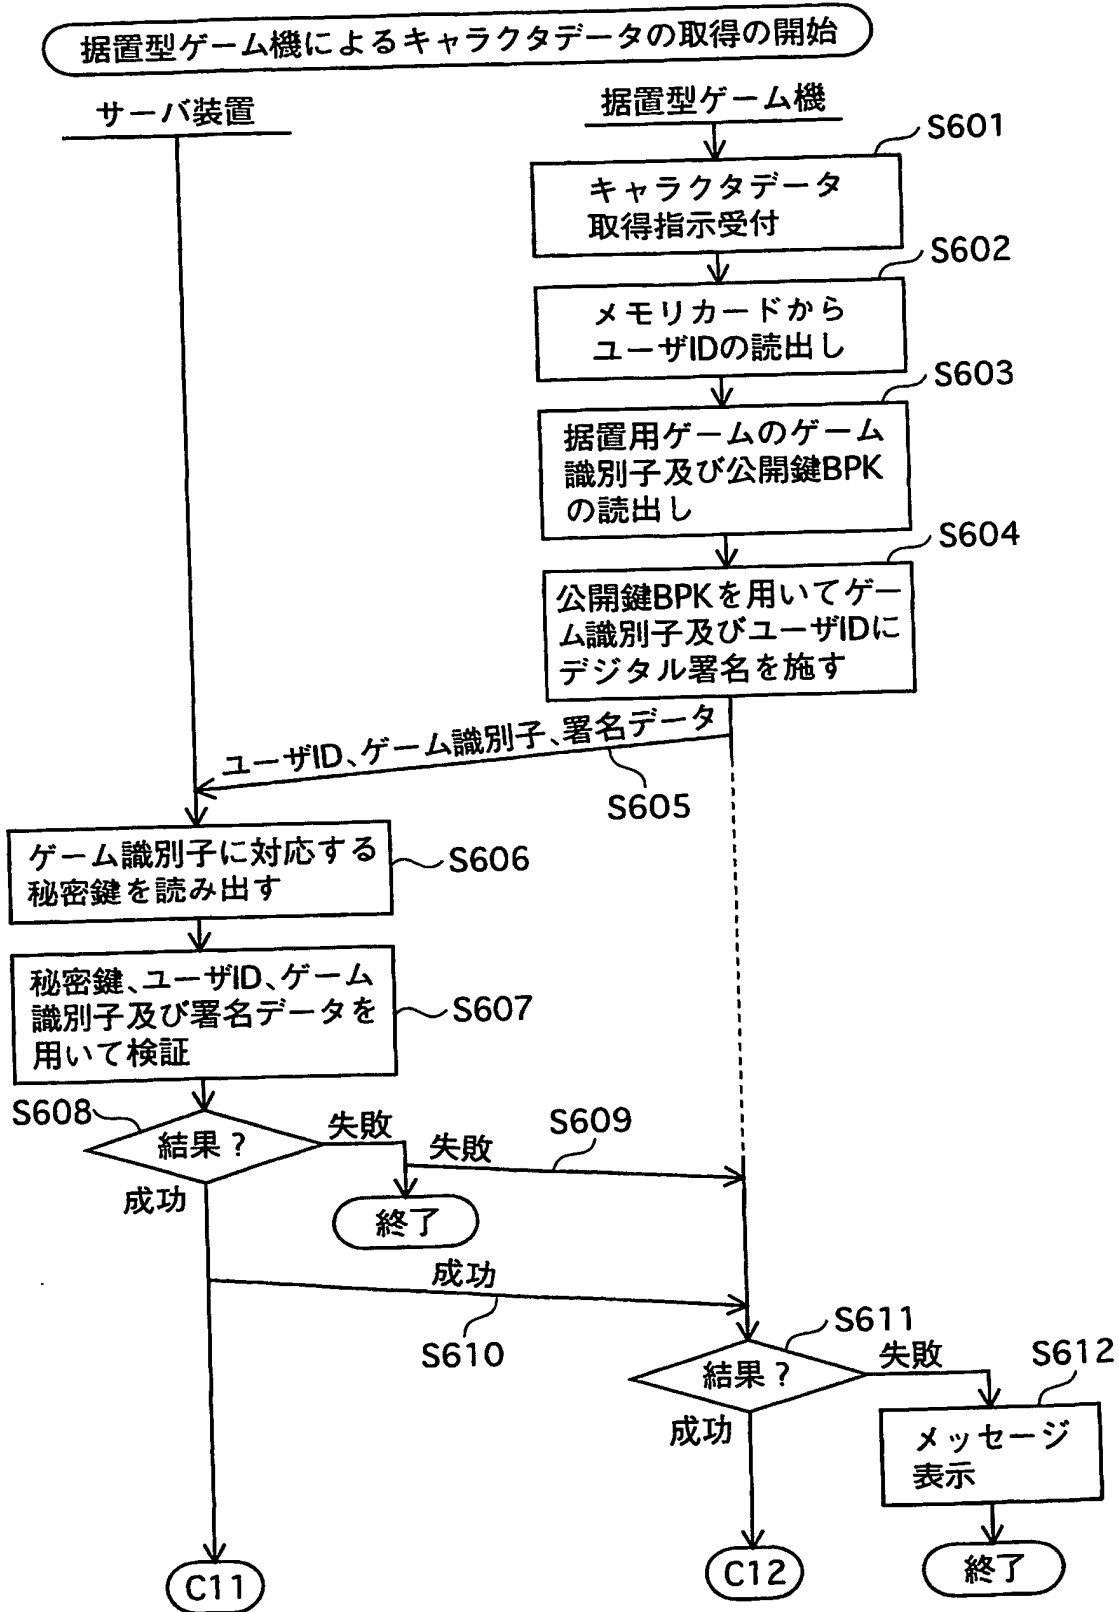 据置型ゲーム機によるキャラクタデータの取得の開始
サーバ装置
据置型ゲーム機
S601
キャラクタデータ
取得指示受付
S602
メモリカードから
ユーザIDの読出し
S603
据置用ゲームのゲーム
識別子及び公開鍵BPK
の読出し
S604
公開鍵BPKを用いてゲー
ム識別子及びユーザIDに
デジタル署名を施す
ユーザID、ゲーム識別子、署名データ
S605
ゲーム識別子に対応する
秘密鍵を読み出す
S606
秘密鍵、ユーザID、ゲーム
識別子及び署名データを
用いて検証
S607
S608
結果?
失敗
失敗
S609
成功
終了
成功
S610
S611
結果?
失敗
S612
成功
メッセージ
表示
C11
C12
終了